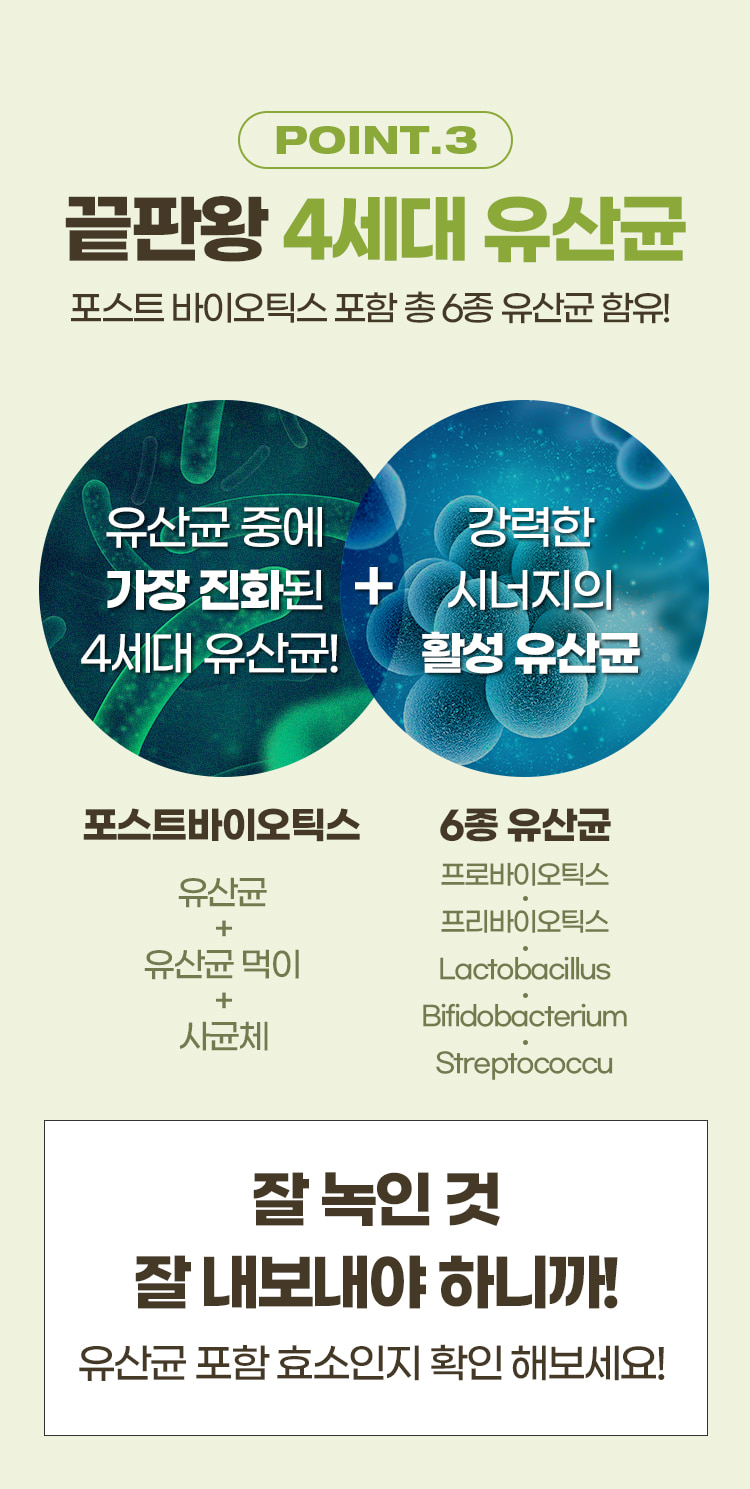 POINT.3
끝판왕 4세대 유산균
포스트 바이오틱스 포함 총 6종 유산균 함유!
유산균 중에
가장 진화된
4세대 유산균!
+
강력한
시너지의
활성 유산균
포스트바이오틱스
유산균
+
유산균 먹이
+
사균체
6종 유산균
프로바이오틱스
•
프리바이오틱스
•
Lactobacillus
•
Bifidobacterium
•
Streptococcu
잘 녹인 것
잘 내보내야 하니까!
유산균 포함 효소인지 확인 해보세요!